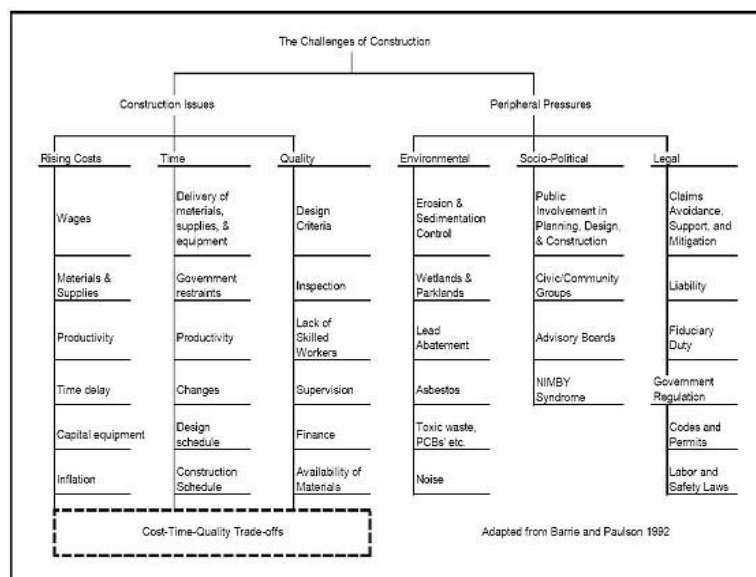 The Challenges of Construction
Construction Issues
Peripheral Pressures
Rising Costs
Time
Quality
Environmental
Socio-Political
Legal
Wages
Materials &
Supplies
Productivity
Time delay
Capital equipment
Inflation
Delivery of
materials,
supplies, &
equipment
Government
restraints
Productivity
Changes
Design
schedule
Construction
Schedule
Design
Criteria
Inspection
Lack of
Skilled
Workers
Supervision
Finance
Availability of
Materials
Erosion &
Sedimentation
Control
Wetlands &
Parklands
Lead
Abatement
Asbestos
Toxic waste,
PCBs' etc.
Noise
Public
Involvement in
Planning, Design,
& Construction
Civic/Community
Groups
Advisory Boards
NIMBY
Syndrome
Claims
Avoidance,
Support, and
Mitigation
Liability
Fiduciary
Duty
Government
Regulation
Codes and
Permits
Labor and
Safety Laws
Cost-Time-Quality Trade-offs
Adapted from Barrie and Paulson 1992